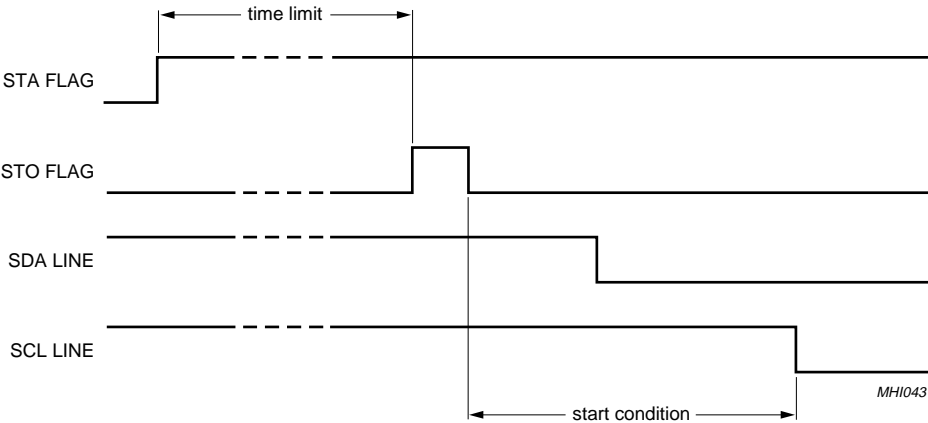 time limit
STA FLAG
STO FLAG
SDA LINE
SCL LINE
MHI043
start condition